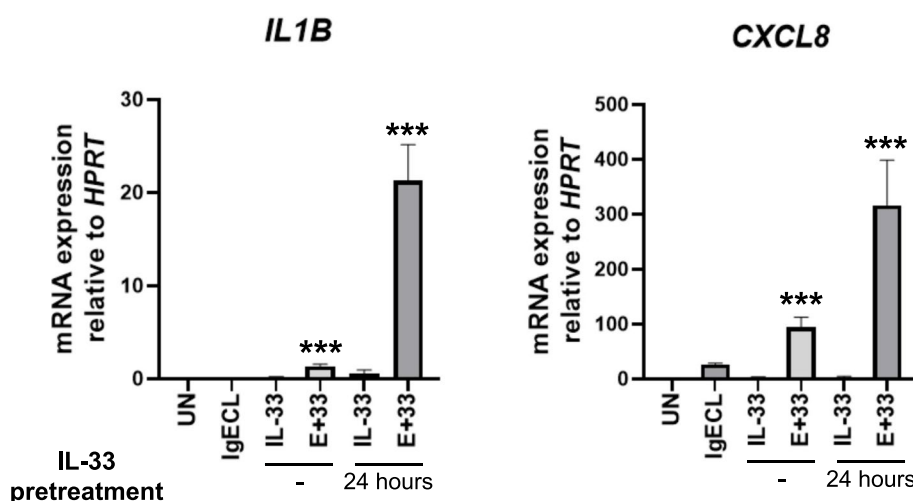 IL1B
mRNA expression
relative to HPRT
30
20
10
0
***
***
UN
IgECL
IL-33
E+33
IL-33
E+33
IL-33
pretreatment
-
24 hours
CXCL8
mRNA expression
relative to HPRT
500
400
300
200
100
0
***
***
UN
IgECL
IL-33
E+33
IL-33
E+33
-
24 hours